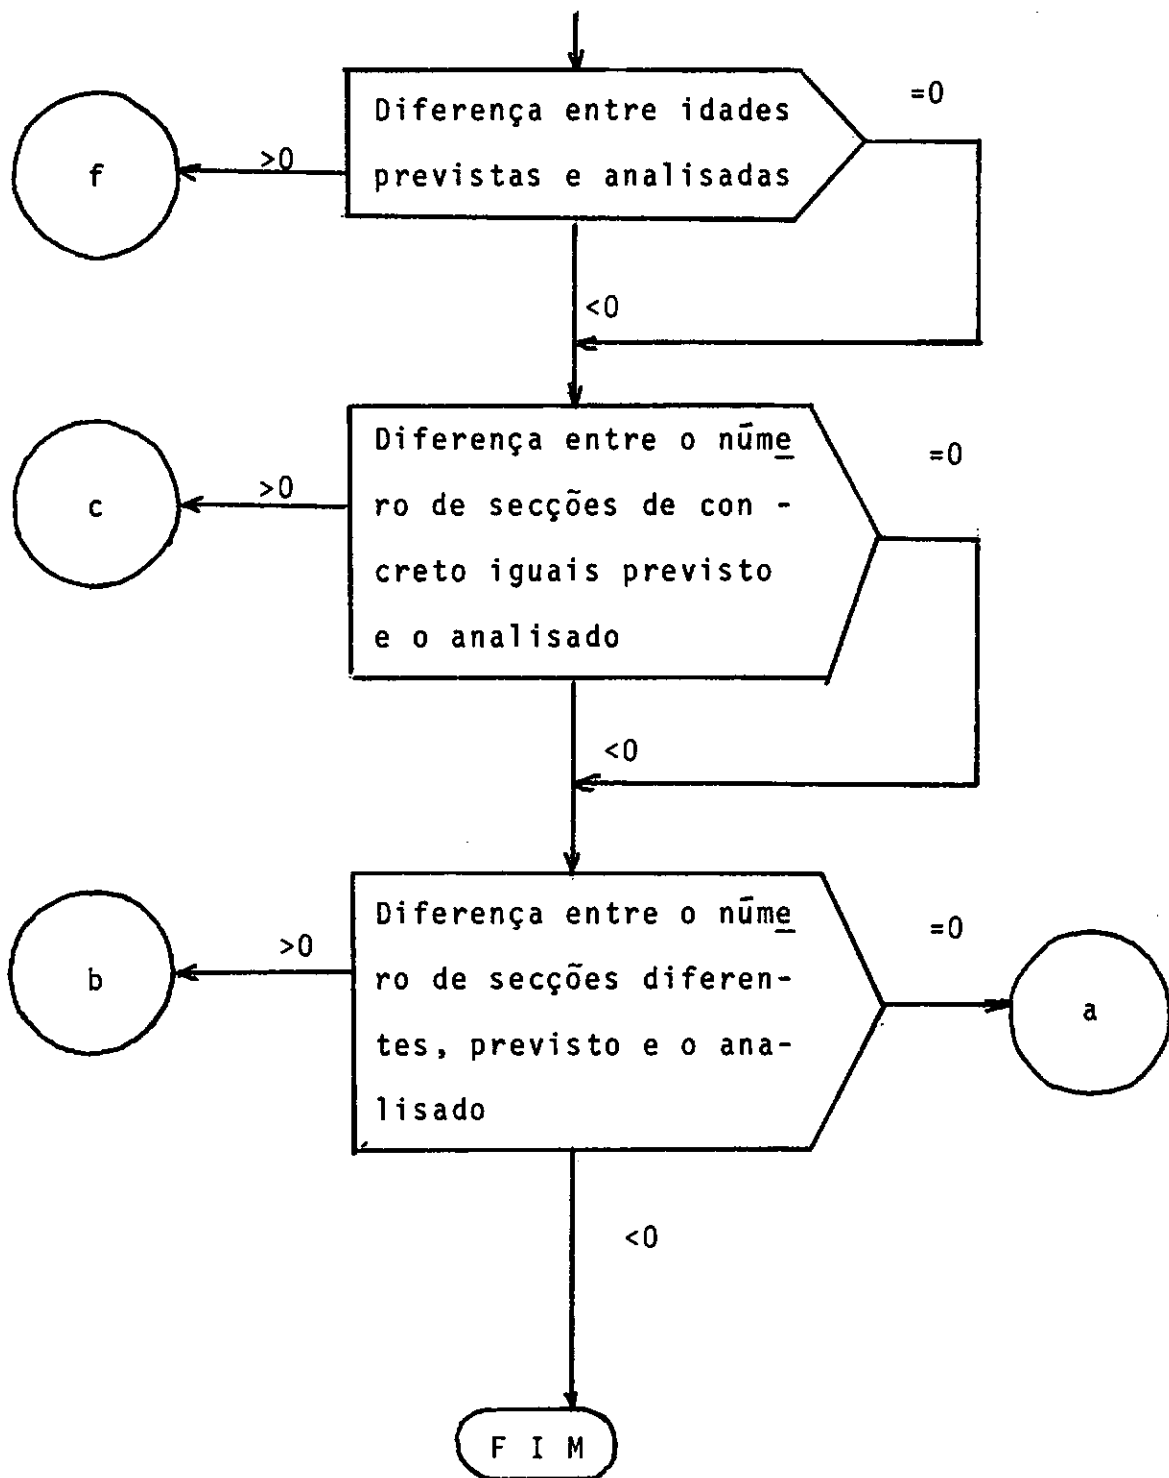 =0
Diferença entre idades
>0
f
previstas e analisadas
<0
Diferença entre o núme
=0
>0
c
ro de secções de con -
creto iguais previsto
e o analisado
<0
Diferença entre o núme
=0
>0
b
ro de secções diferen-
a
tes, previsto e o ana-
lisado
<0
F I M